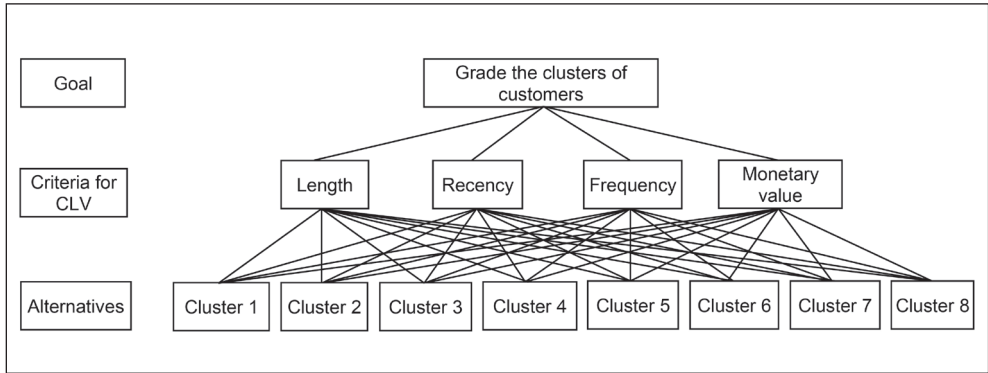 Goal
Grade the clusters of
customers
Criteria for
CLV
Length
Recency
Frequency
Monetary
value
Alternatives
Cluster 1
Cluster 2
Cluster 3
Cluster 4
Cluster 5
Cluster 6
Cluster 7
Cluster 8